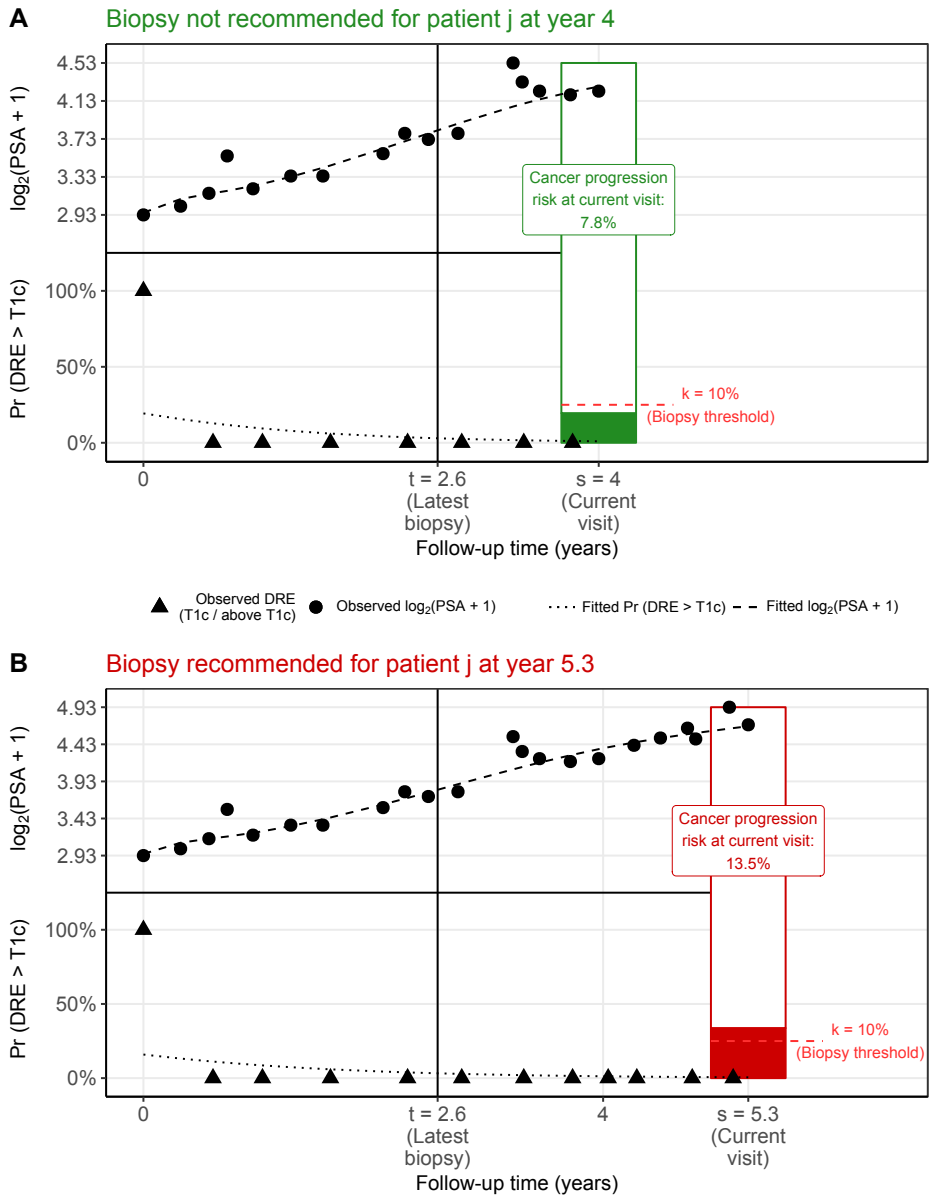 A
Biopsy not recommended for patient j at year 4
log₂(PSA + 1)
4.53
4.13
3.73
3.33
2.93
Cancer progression
risk at current visit:
7.8%
Pr (DRE > T1c)
100%
50%
0%
k = 10%
(Biopsy threshold)
0
t = 2.6
(Latest
biopsy)
s = 4
(Current
visit)
Follow-up time (years)
Observed DRE
(T1c / above T1c)
Observed log₂(PSA + 1)
Fitted Pr (DRE > T1c)
Fitted log₂(PSA + 1)
B
Biopsy recommended for patient j at year 5.3
log₂(PSA + 1)
4.93
4.43
3.93
3.43
2.93
Cancer progression
risk at current visit:
13.5%
Pr (DRE > T1c)
100%
50%
0%
k = 10%
(Biopsy threshold)
0
t = 2.6
(Latest
biopsy)
4
s = 5.3
(Current
visit)
Follow-up time (years)